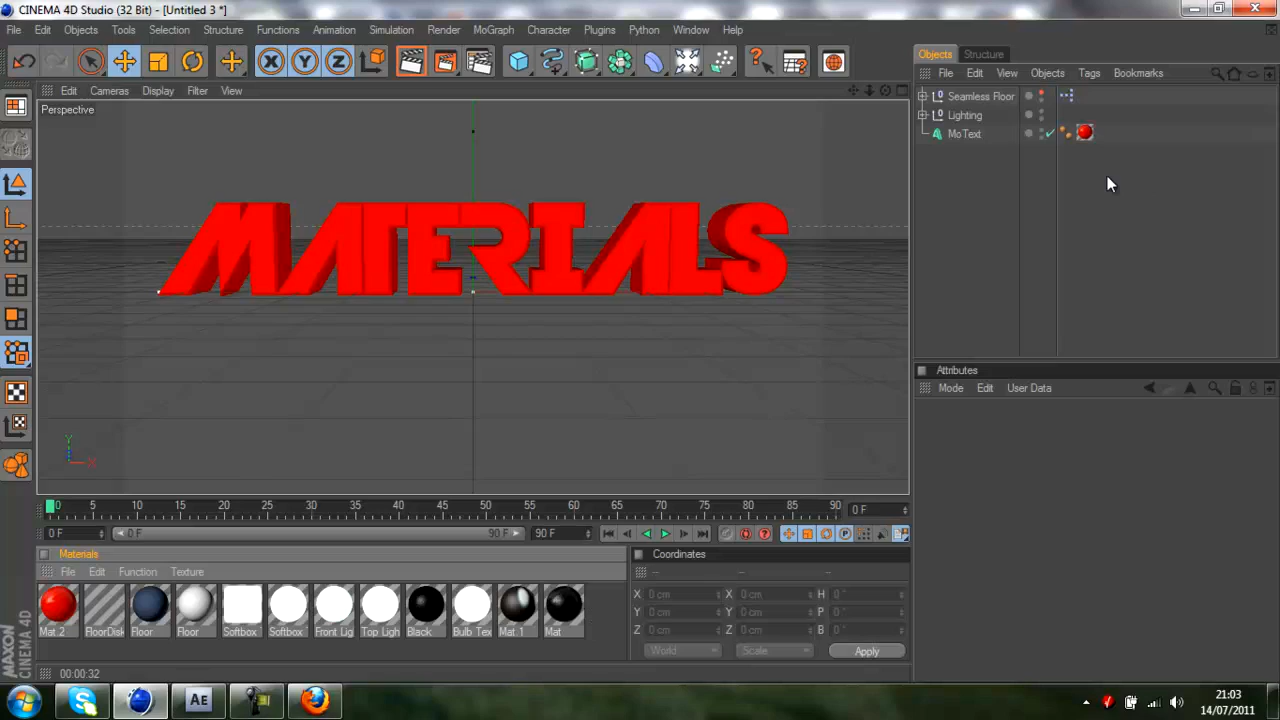 CINEMA 4D Studio (32 Bit) - [Untitled 3 *]
File Edit Objects Tools Selection Structure Functions Animation Render Simulation MoGraph Character Plugins Python Window Help
X Y Z
Objects Structure
File Edit View Objects Tags Bookmarks
Edit Cameras Display Filter View
Perspective
Seamless Floor
Lighting
MoText
MATERIALS
Y
X
Attributes
Mode Edit User Data
0 5 10 15 20 25 30 35 40 45 50 55 60 65 70 75 80 85 90 0 F
0 F 0 F 90 F 90 F
Materials
File Edit Function Texture
Mat.2 FloorDisk Floor Floor Softbox Softbox Front Lig Top Ligh Black Bulb Tex Mat.1 Mat
Coordinates
-- -- --
X 0 cm X 0 cm H 0 °
Y 0 cm Y 0 cm P 0 °
Z 0 cm Z 0 cm B 0 °
World Scale Apply
MAXON
CINEMA 4D
00:00:32
AE
21:03
14/07/2011